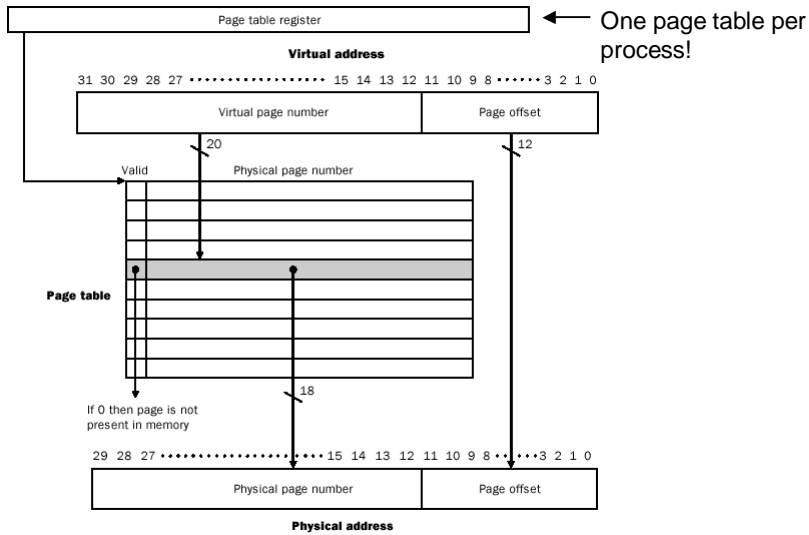 Page table register
One page table per
process!
Virtual address
31 30 29 28 27 ···················· 15 14 13 12 11 10 9 8 ······ 3 2 1 0
Virtual page number Page offset
20 12
Valid Physical page number
Page table
18
If 0 then page is not
present in memory
29 28 27 ······················· 15 14 13 12 11 10 9 8 ······ 3 2 1 0
Physical page number Page offset
Physical address